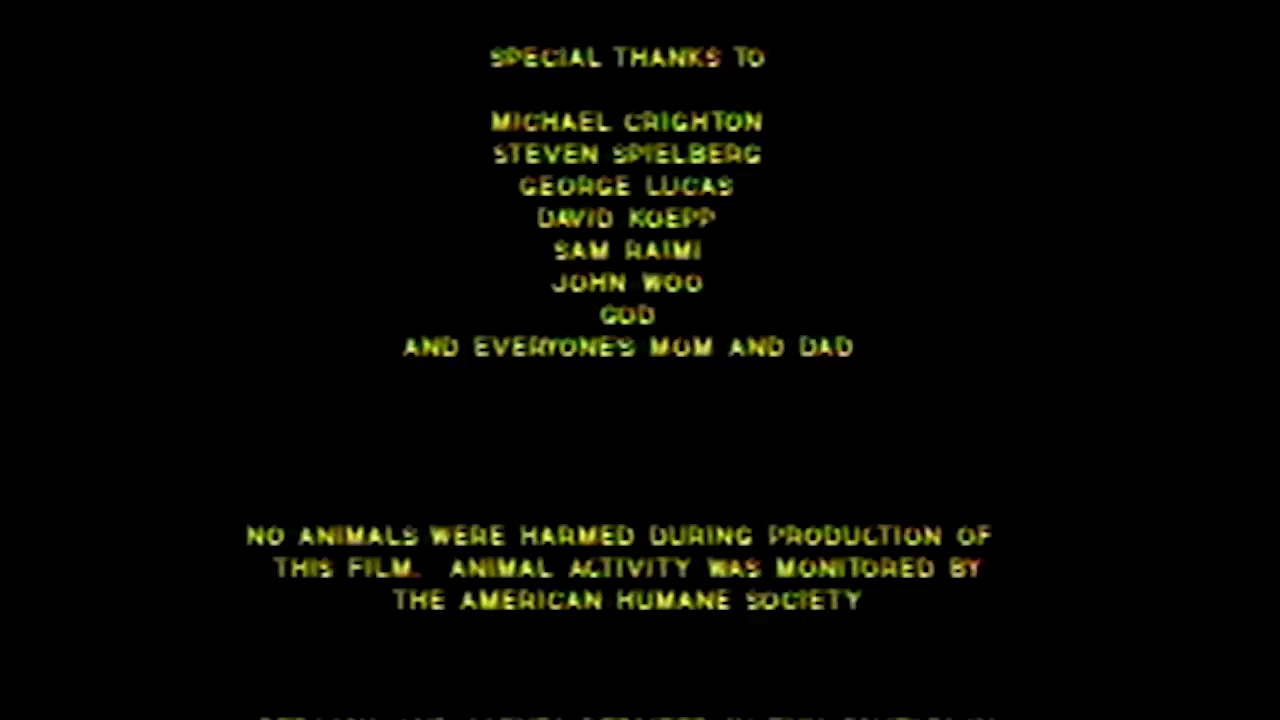 SPECIAL THANKS TO
MICHAEL CRIGHTON
STEVEN SPIELBERG
GEORGE LUCAS
DAVID KOEPP
SAM RAIMI
JOHN WOO
GOD
AND EVERYONE'S MOM AND DAD
NO ANIMALS WERE HARMED DURING PRODUCTION OF
THIS FILM. ANIMAL ACTIVITY WAS MONITORED BY
THE AMERICAN HUMANE SOCIETY